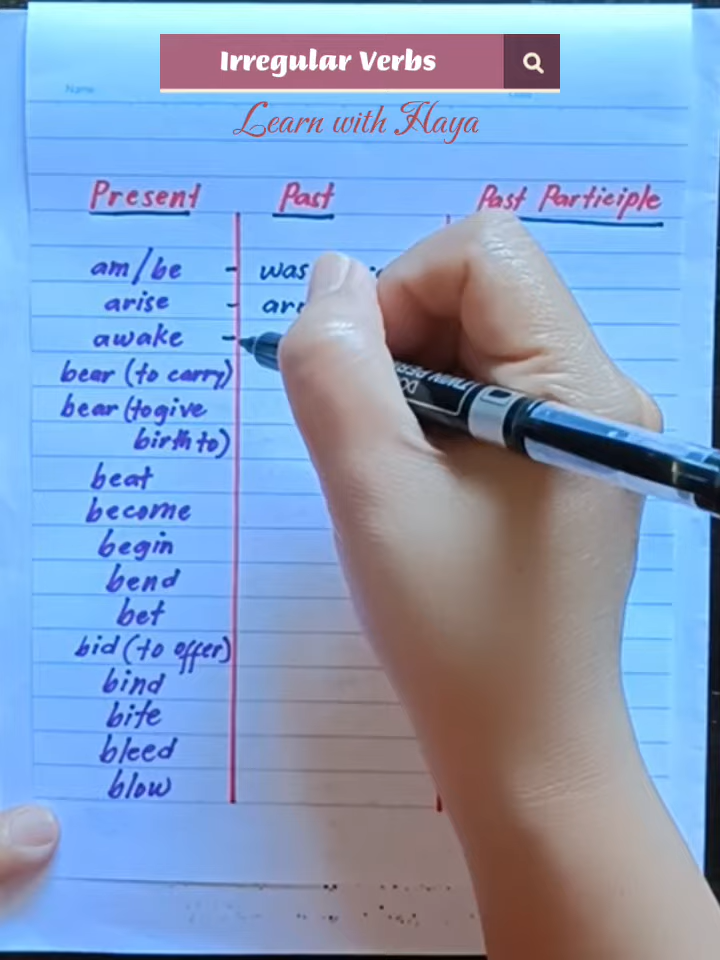 Irregular Verbs
Learn with Haya
Name
Present Past Past Participle
am/be - was
arise -
awake -
bear (to carry)
bear (to give
birth to)
beat
become
begin
bend
bet
bid (to offer)
bind
bite
bleed
blow